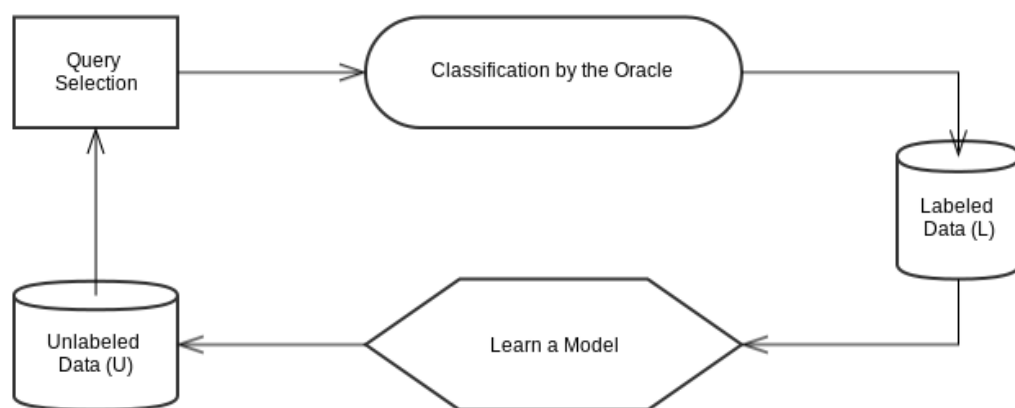 Query
Selection
Classification by the Oracle
Labeled
Data (L)
Unlabeled
Data (U)
Learn a Model